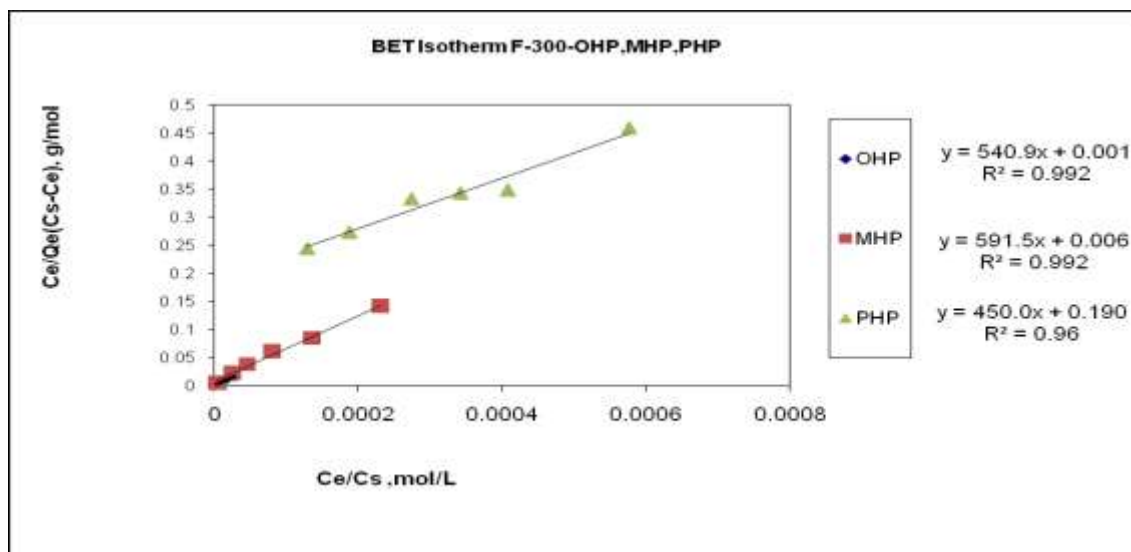 BET Isotherm F-300-OHP,MHP,PHP
Ce/Qe(Cs-Ce), g/mol
0.5
0.45
0.4
0.35
0.3
0.25
0.2
0.15
0.1
0.05
0
0 0.0002 0.0004 0.0006 0.0008
Ce/Cs ,mol/L
OHP
y = 540.9x + 0.001
R² = 0.992
MHP
y = 591.5x + 0.006
R² = 0.992
PHP
y = 450.0x + 0.190
R² = 0.96